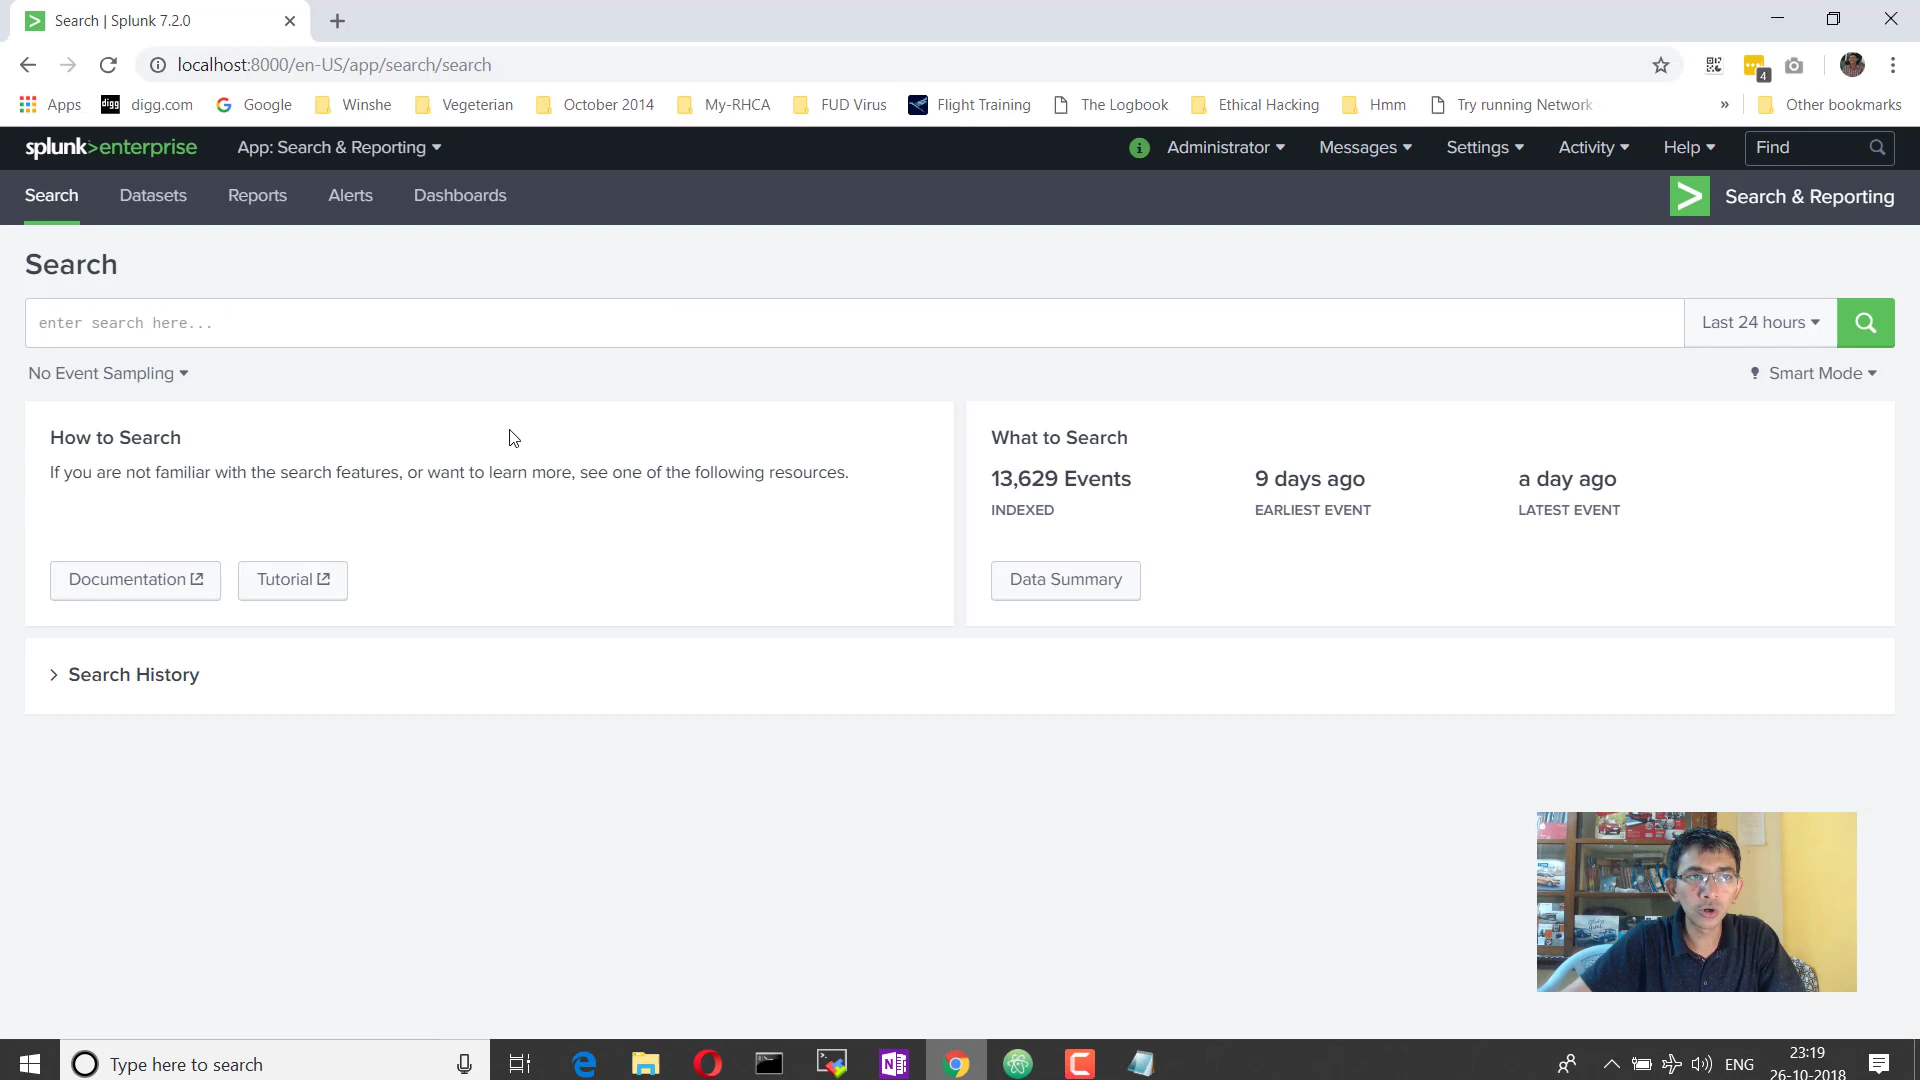 Search | Splunk 7.2.0
localhost:8000/en-US/app/search/search
4
Apps digg digg.com Google Winshe Vegeterian October 2014 My-RHCA FUD Virus Flight Training The Logbook Ethical Hacking Hmm Try running Network » Other bookmarks
splunk>enterprise App: Search & Reporting i Administrator Messages Settings Activity Help Find
Search Datasets Reports Alerts Dashboards Search & Reporting
Search
enter search here... Last 24 hours
No Event Sampling Smart Mode
How to Search
If you are not familiar with the search features, or want to learn more, see one of the following resources.
Documentation Tutorial
What to Search
13,629 Events 9 days ago a day ago
INDEXED EARLIEST EVENT LATEST EVENT
Data Summary
Search History
Type here to search ENG 23:19
26-10-2018